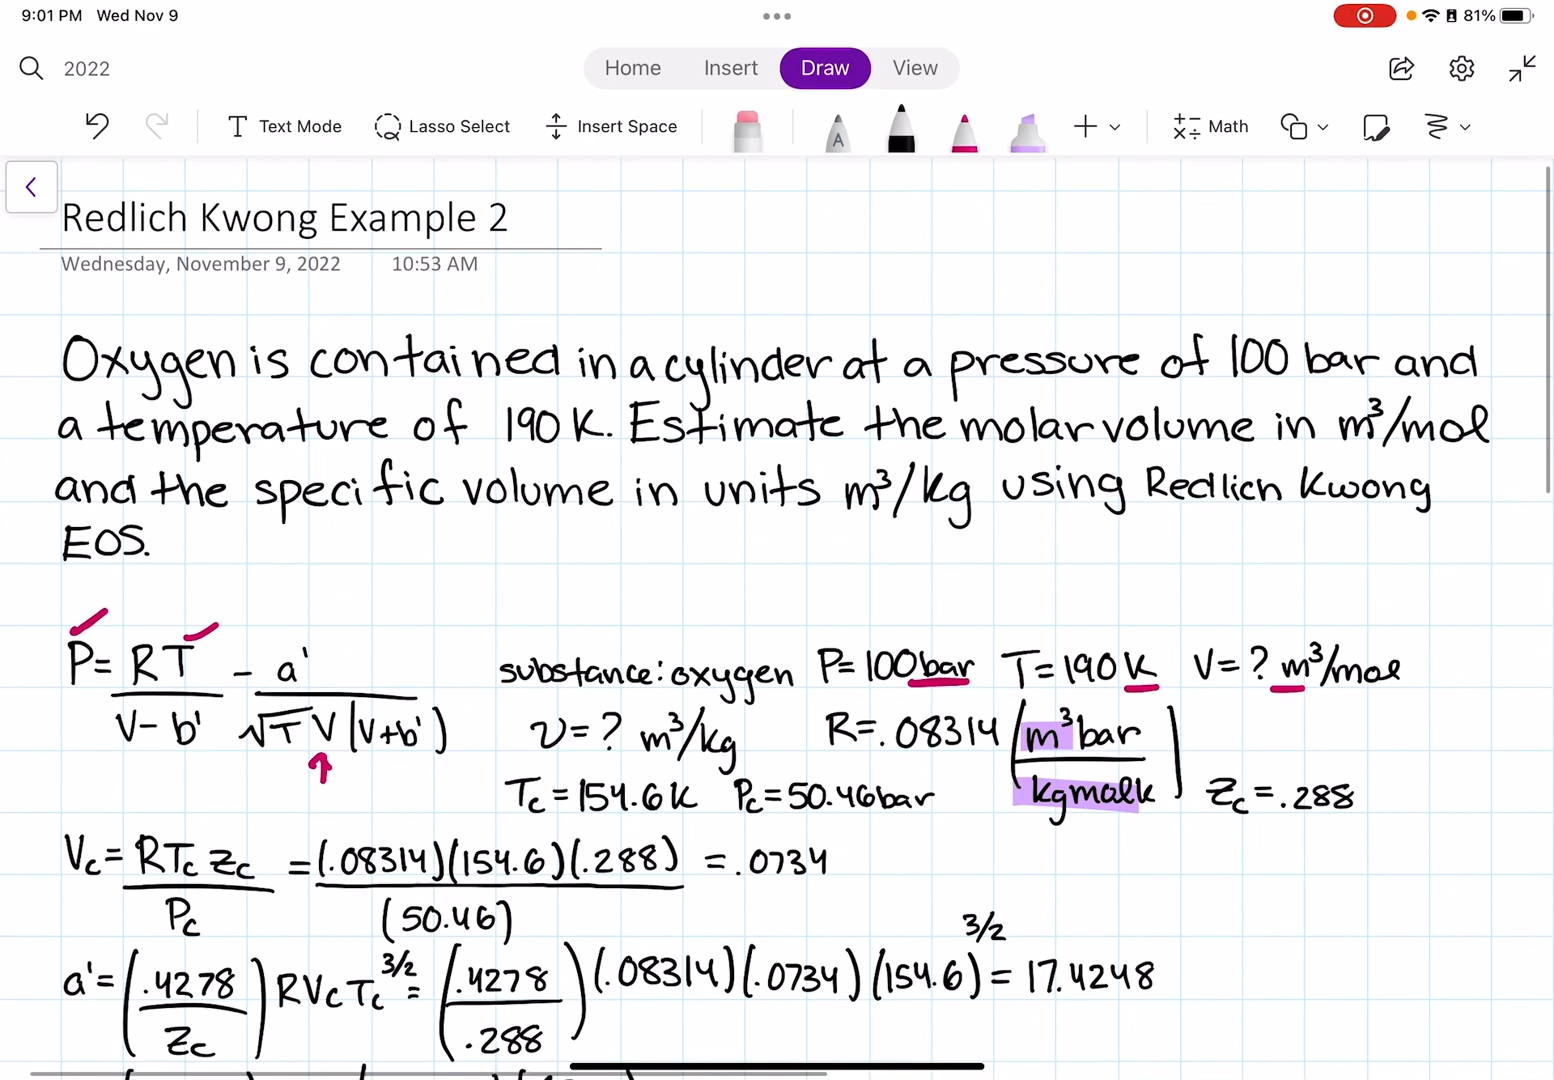 9:01 PM Wed Nov 9
81%
2022
Home Insert Draw View
Text Mode Lasso Select Insert Space A Math
Redlich Kwong Example 2
Wednesday, November 9, 2022 10:53 AM
Oxygen is contained in a cylinder at a pressure of 100 bar and
a temperature of 190 K. Estimate the molar volume in m³/mol
and the specific volume in units m³/kg using Redlich Kwong
EOS.
P = RT/(V - b') - a'/(√T V(V+b'))
substance: oxygen P = 100 bar T = 190 K V = ? m³/mol
v = ? m³/kg R = .08314 (m³bar/kgmolk)
Tc = 154.6 K Pc = 50.46 bar Zc = .288
Vc = RTc Zc/Pc = (.08314)(154.6)(.288)/(50.46) = .0734
a' = (.4278/Zc) RVcTc^3/2 = (.4278/.288)(.08314)(.0734)(154.6)^3/2 = 17.4248